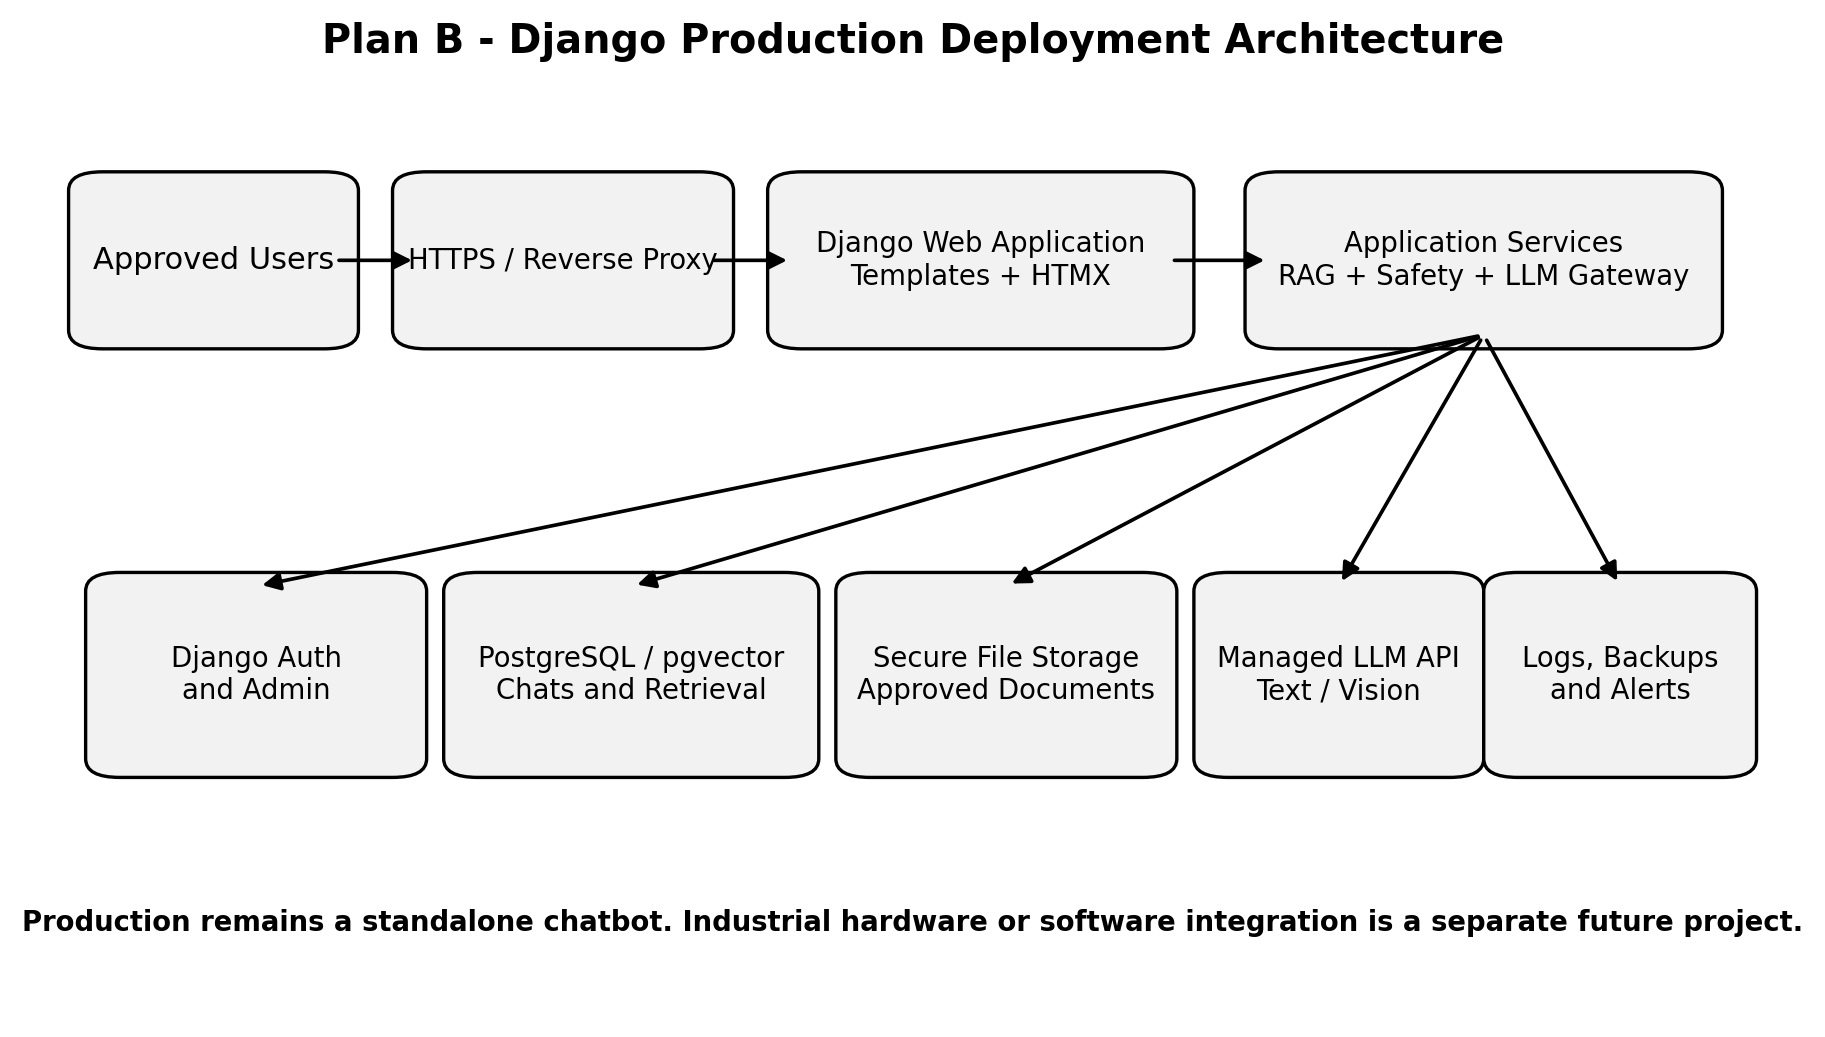 Plan B - Django Production Deployment Architecture
Approved Users
HTTPS / Reverse Proxy
Django Web Application
Templates + HTMX
Application Services
RAG + Safety + LLM Gateway
Django Auth
and Admin
PostgreSQL / pgvector
Chats and Retrieval
Secure File Storage
Approved Documents
Managed LLM API
Text / Vision
Logs, Backups
and Alerts
Production remains a standalone chatbot. Industrial hardware or software integration is a separate future project.